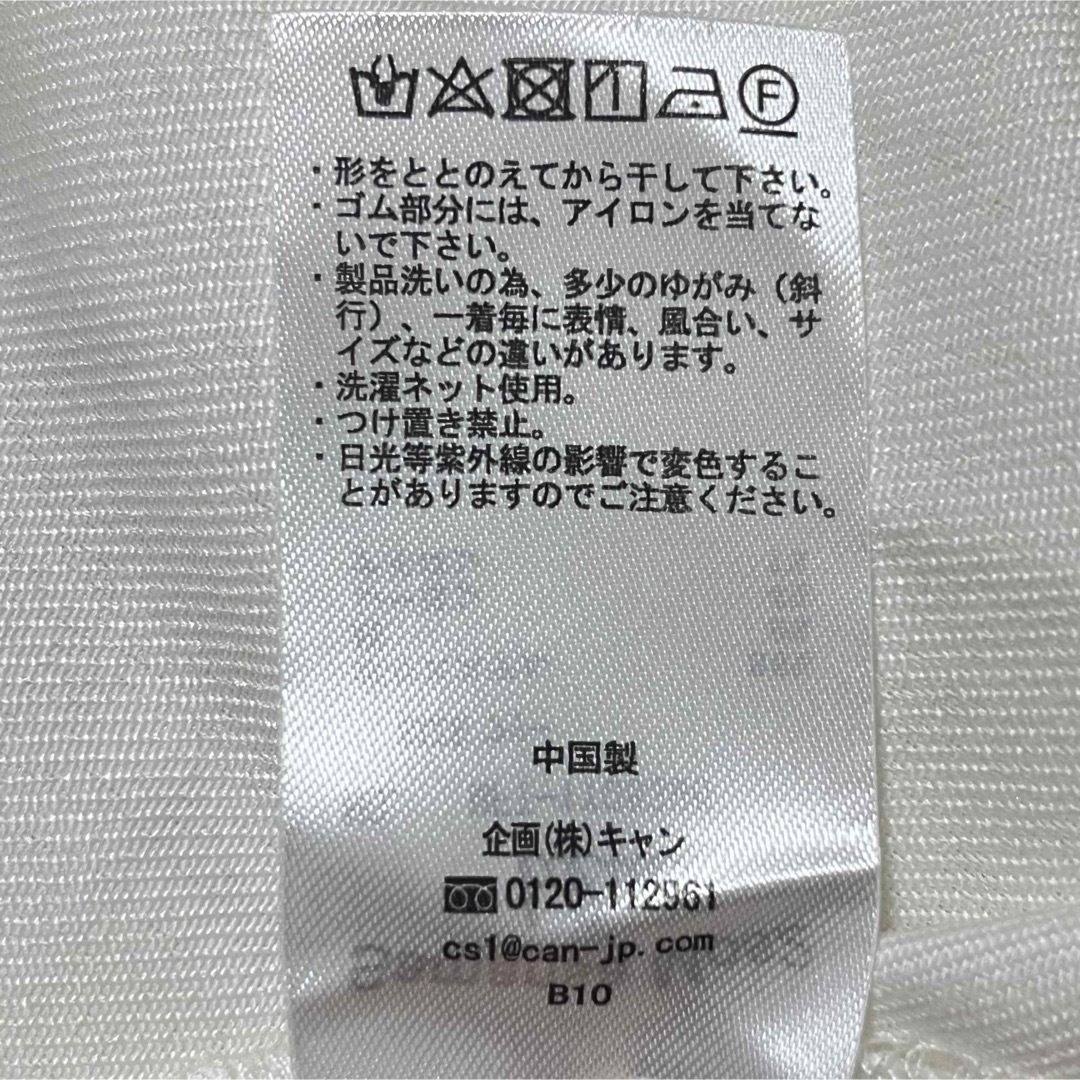 F
・形をととのえてから干して下さい。
・ゴム部分には、アイロンを当てな
いで下さい。
・製品洗いの為、多少のゆがみ（斜
行）、一着毎に表情、風合い、サ
イズなどの違いがあります。
・洗濯ネット使用。
・つけ置き禁止。
・日光等紫外線の影響で変色するこ
とがありますのでご注意ください。
中国製
企画(株)キャン
0120-112961
cs1@can-jp.com
B10